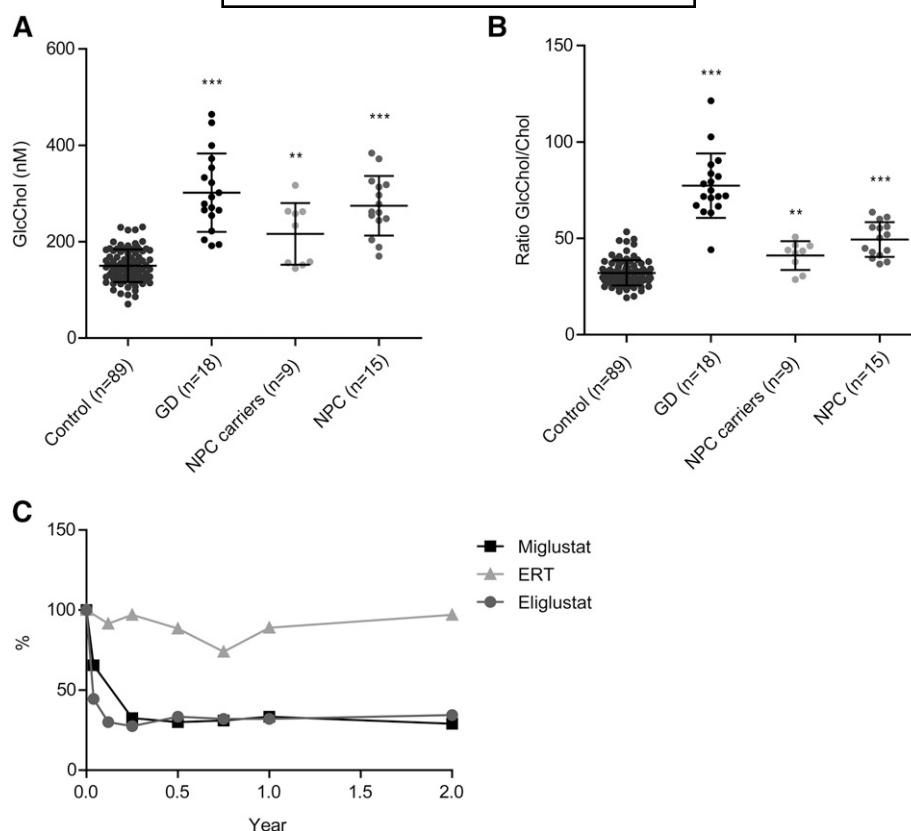 A
GlcChol (nM)
600
400
200
0
***
**
***
Control (n=89)
GD (n=18)
NPC carriers (n=9)
NPC (n=15)
B
Ratio GlcChol/Chol
150
100
50
0
***
**
***
Control (n=89)
GD (n=18)
NPC carriers (n=9)
NPC (n=15)
C
%
150
100
50
0
0.0
0.5
1.0
1.5
2.0
Year
Miglustat
ERT
Eliglustat